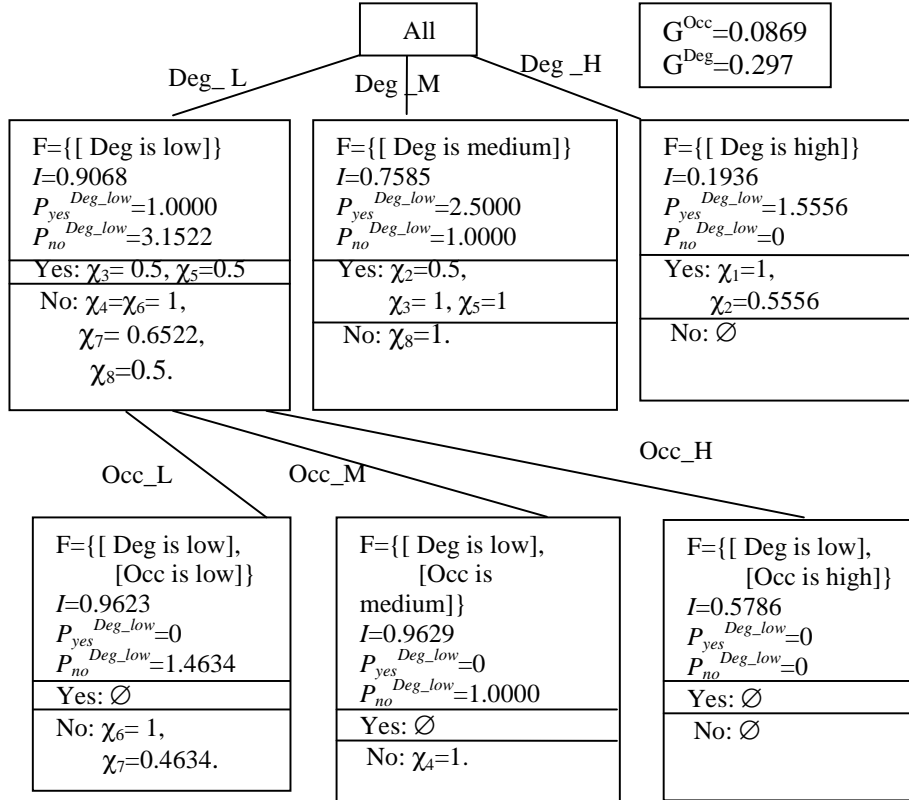 All
G^Occ=0.0869
G^Deg=0.297
Deg_ L
Deg _M
Deg _H
F={[ Deg is low]}
I=0.9068
P_yes^Deg_low=1.0000
P_no^Deg_low=3.1522
Yes: χ₃= 0.5, χ₅=0.5
No: χ₄=χ₆= 1,
χ₇= 0.6522,
χ₈=0.5.
F={[ Deg is medium]}
I=0.7585
P_yes^Deg_low=2.5000
P_no^Deg_low=1.0000
Yes: χ₂=0.5,
χ₃= 1, χ₅=1
No: χ₈=1.
F={[ Deg is high]}
I=0.1936
P_yes^Deg_low=1.5556
P_no^Deg_low=0
Yes: χ₁=1,
χ₂=0.5556
No: ∅
Occ_L
Occ_M
Occ_H
F={[ Deg is low],
[Occ is low]}
I=0.9623
P_yes^Deg_low=0
P_no^Deg_low=1.4634
Yes: ∅
No: χ₆= 1,
χ₇=0.4634.
F={[ Deg is low],
[Occ is
medium]}
I=0.9629
P_yes^Deg_low=0
P_no^Deg_low=1.0000
Yes: ∅
No: χ₄=1.
F={[ Deg is low],
[Occ is high]}
I=0.5786
P_yes^Deg_low=0
P_no^Deg_low=0
Yes: ∅
No: ∅